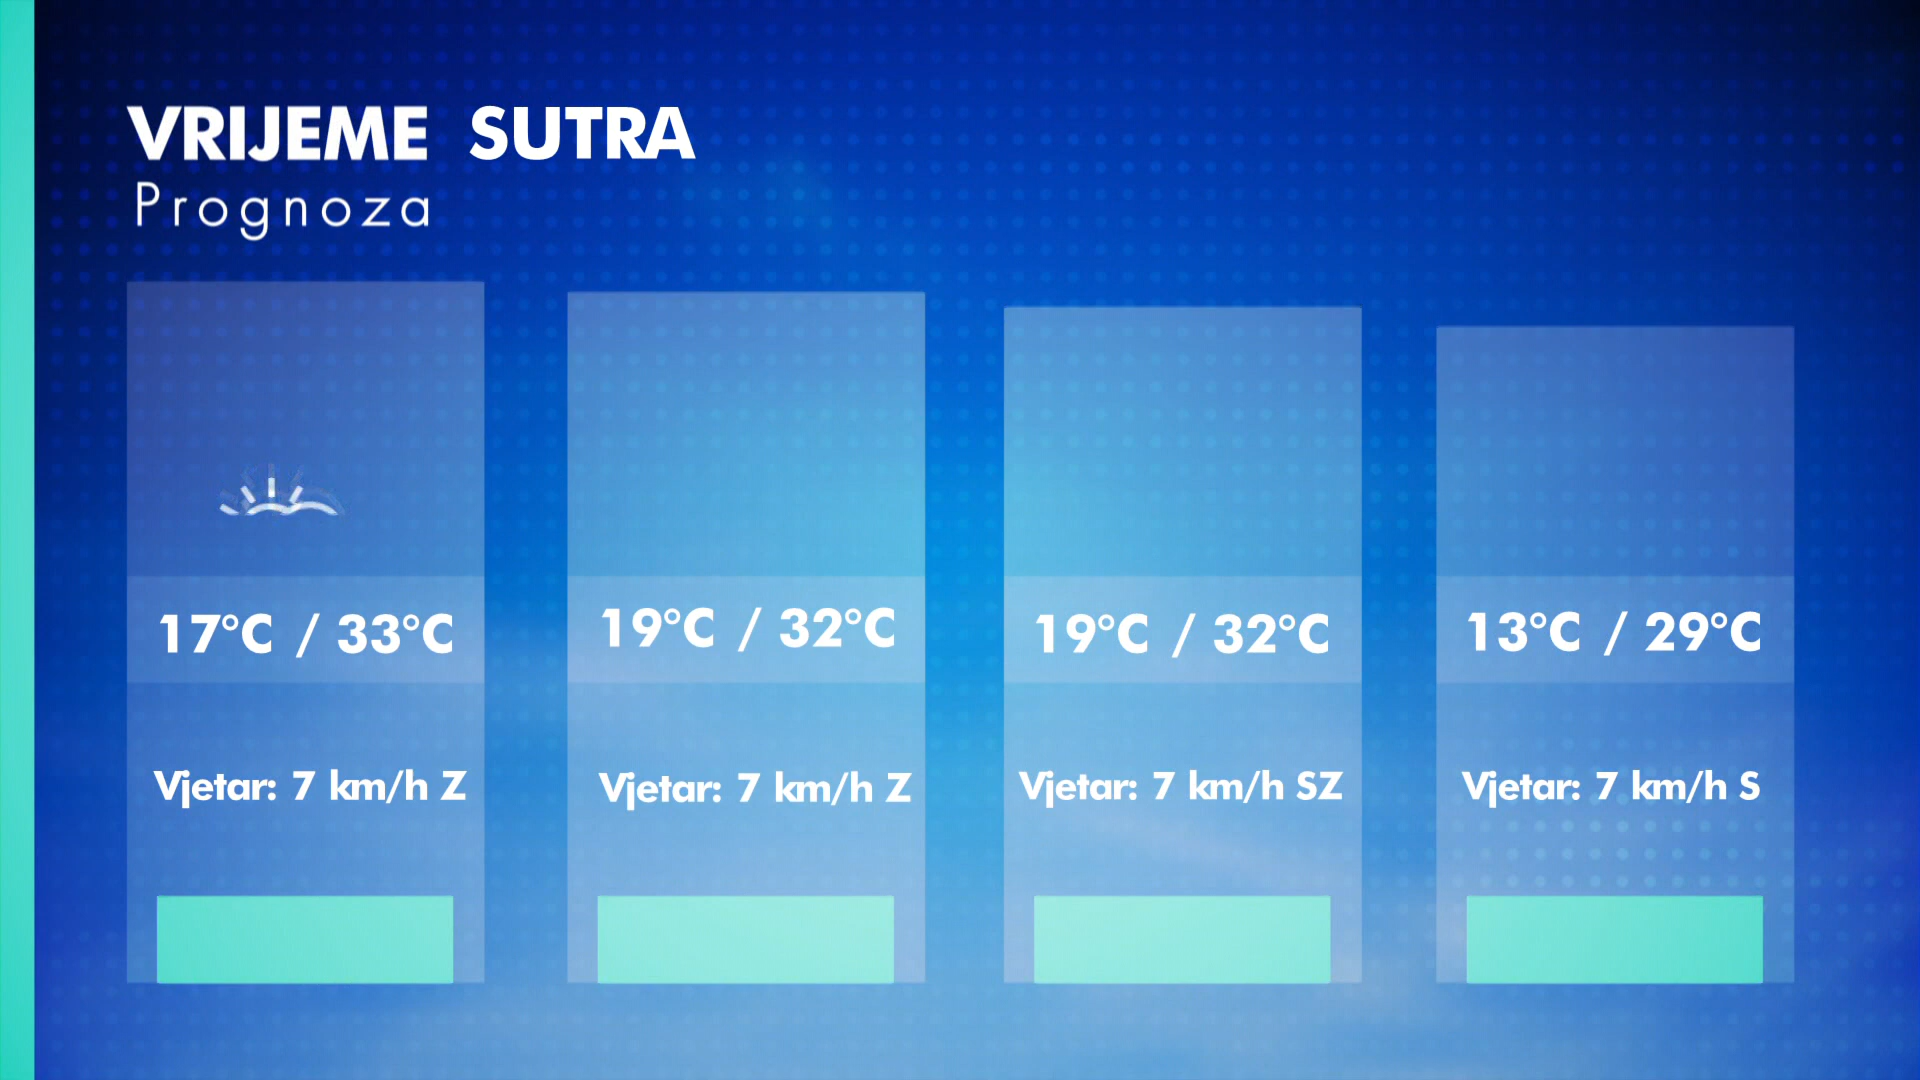 VRIJEME SUTRA
Prognoza
17°C / 33°C
Vjetar: 7 km/h Z
19°C / 32°C
Vjetar: 7 km/h Z
19°C / 32°C
Vjetar: 7 km/h SZ
13°C / 29°C
Vjetar: 7 km/h S